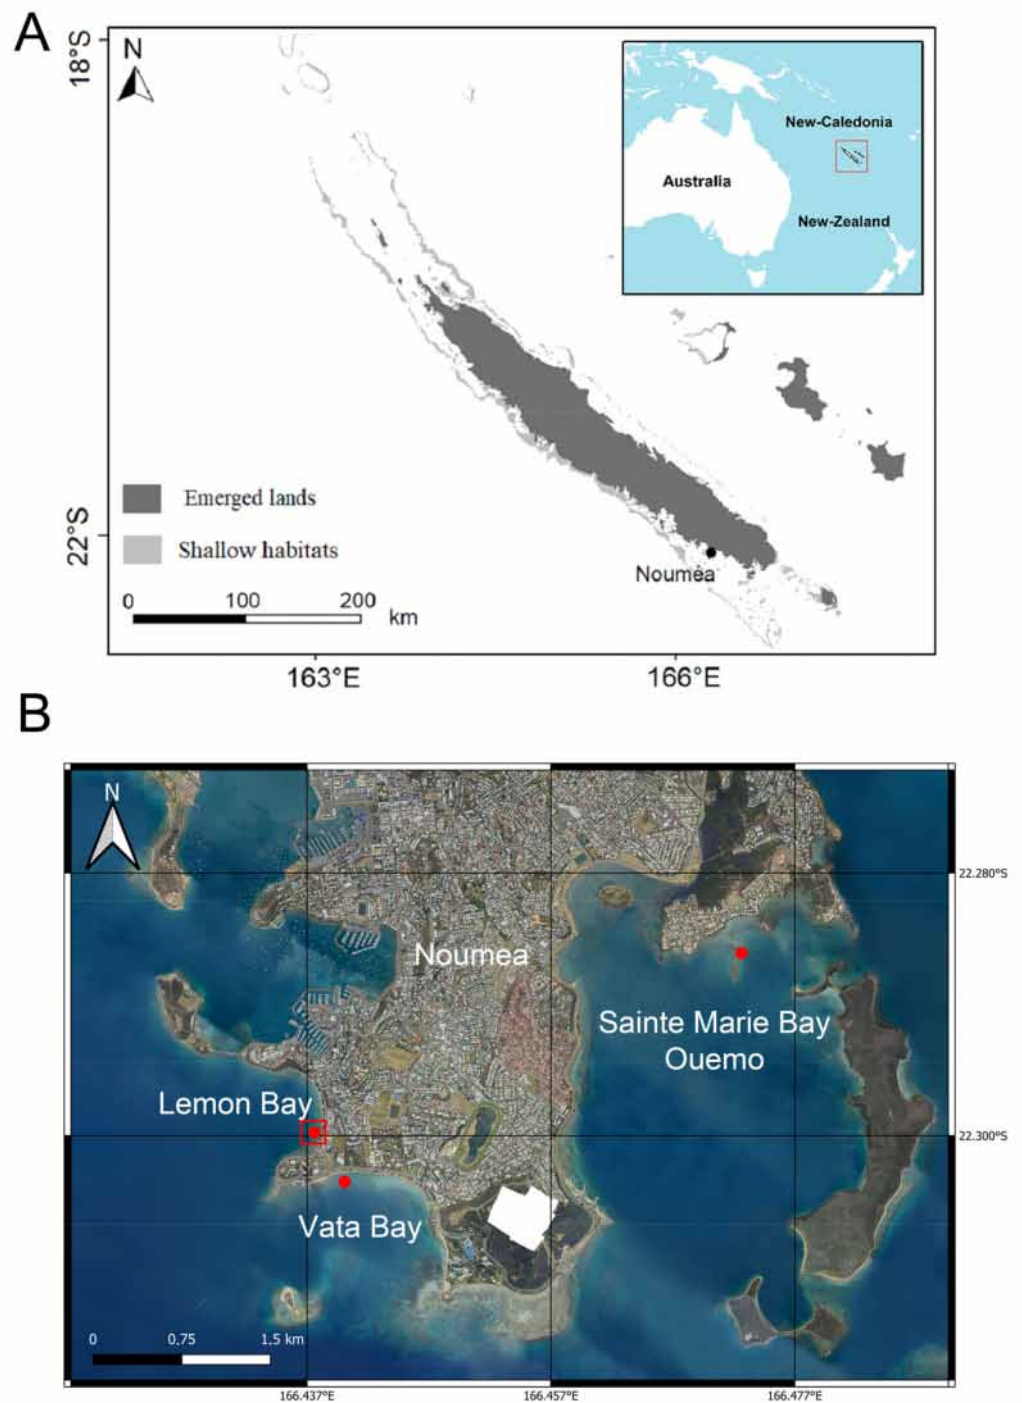 A
18°S
N
New-Caledonia
Australia
New-Zealand
Emerged lands
22°S
Shallow habitats
Noumea
0 100 200
km
163°E 166°E
B
N
22.280°S
Noumea
Sainte Marie Bay
Ouemo
Lemon Bay
22.300°S
Vata Bay
0 0.75 1.5 km
166.437°E 166.457°E 166.477°E